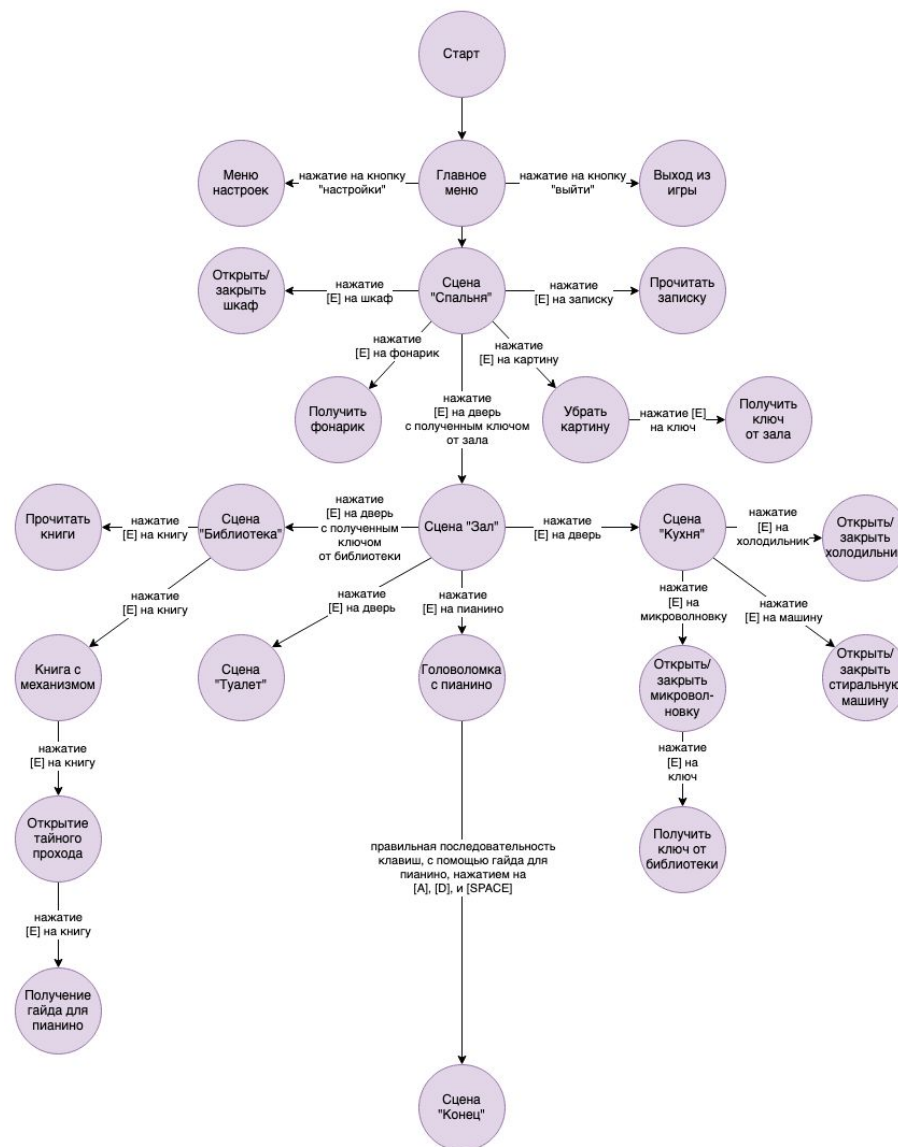 Старт
Меню
настроек
нажатие на кнопку
"настройки"
Главное
меню
нажатие на кнопку
"выйти"
Выход из
игры
Открыть/
закрыть
шкаф
нажатие
[E] на шкаф
Сцена
"Спальня"
нажатие
[E] на записку
Прочитать
записку
нажатие
[E] на фонарик
нажатие
[E] на картину
Получить
фонарик
нажатие
[E] на дверь
с полученным ключом
от зала
Убрать
картину
нажатие [E]
на ключ
Получить
ключ
от зала
Прочитать
книги
нажатие
[E] на книгу
Сцена
"Библиотека"
нажатие
[E] на дверь
с полученным
ключом
от библиотеки
Сцена "Зал"
нажатие
[E] на дверь
Сцена
"Кухня"
нажатие
[E] на
холодильник
Открыть/
закрыть
холодильник
нажатие
[E] на книгу
нажатие
[E] на дверь
нажатие
[E] на пианино
нажатие
[E] на
микроволновку
нажатие
[E] на машину
Книга с
механизмом
Сцена
"Туалет"
Головоломка
с пианино
Открыть/
закрыть
микровол-
новку
Открыть/
закрыть
стиральную
машину
нажатие
[E] на книгу
нажатие
[E] на
ключ
Открытие
тайного
прохода
правильная последовательность
клавиш, с помощью гайда для
пианино, нажатием на
[A], [D], и [SPACE]
Получить
ключ от
библиотеки
нажатие
[E] на книгу
Получение
гайда для
пианино
Сцена
"Конец"